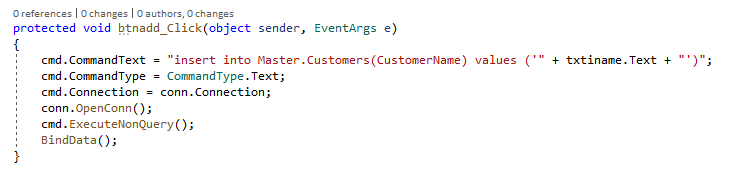 0 references | 0 changes | 0 authors, 0 changes
protected void btnadd_Click(object sender, EventArgs e)
{
cmd.CommandText = "insert into Master.Customers(CustomerName) values ('" + txtiname.Text + "')";
cmd.CommandType = CommandType.Text;
cmd.Connection = conn.Connection;
conn.OpenConn();
cmd.ExecuteNonQuery();
BindData();
}